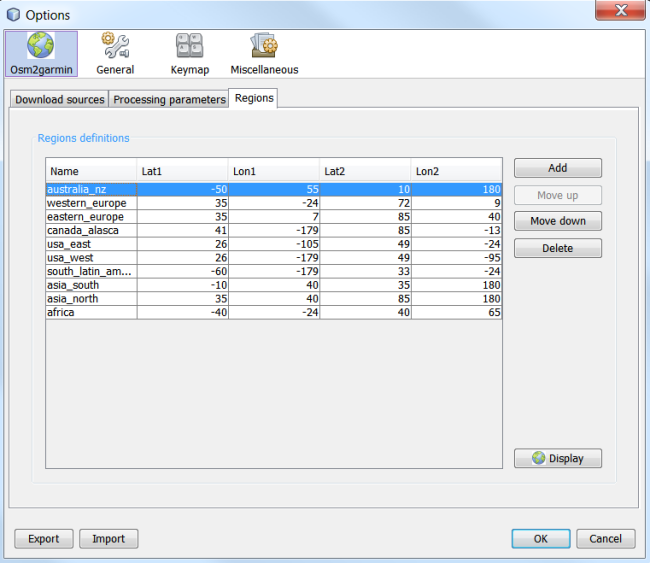 Options
Osm2garmin General Keymap Miscellaneous
Download sources Processing parameters Regions
Regions definitions
Name Lat1 Lon1 Lat2 Lon2
australia_nz -50 55 10 180
western_europe 35 -24 72 9
eastern_europe 35 7 85 40
canada_alasca 41 -179 85 -13
usa_east 26 -105 49 -24
usa_west 26 -179 49 -95
south_latin_am... -60 -179 33 -24
asia_south -10 40 35 180
asia_north 35 40 85 180
africa -40 -24 40 65
Add
Move up
Move down
Delete
Display
Export Import OK Cancel